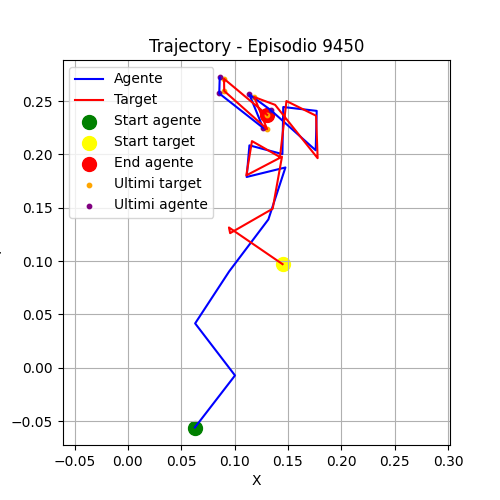 Trajectory - Episodio 9450
Agente
Target
Start agente
Start target
End agente
Ultimi target
Ultimi agente
0.25
0.20
0.15
0.10
0.05
0.00
−0.05
−0.05
0.00
0.05
0.10
0.15
0.20
0.25
0.30
X